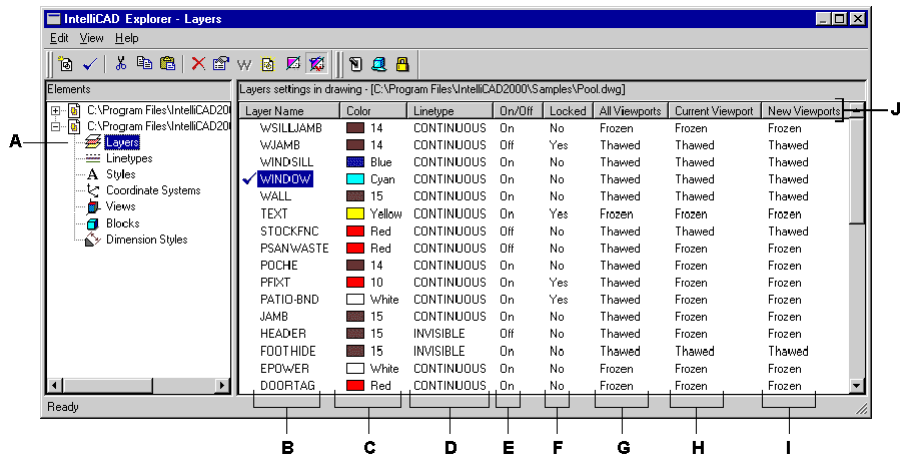 IntelliCAD Explorer - Layers
Edit View Help
Elements
Layers settings in drawing - [C:\Program Files\IntelliCAD2000\Samples\Pool.dwg]
C:\Program Files\IntelliCAD20
C:\Program Files\IntelliCAD20
Layers
Linetypes
Styles
Coordinate Systems
Views
Blocks
Dimension Styles
Layer Name Color Linetype On/Off Locked All Viewports Current Viewport New Viewports
WSILLJAMB 14 CONTINUOUS On No Frozen Frozen Frozen
WJAMB 14 CONTINUOUS Off Yes Thawed Thawed Thawed
WINDSILL Blue CONTINUOUS On No Thawed Thawed Thawed
WINDOW Cyan CONTINUOUS On No Thawed Thawed Thawed
WALL 15 CONTINUOUS On No Thawed Thawed Thawed
TEXT Yellow CONTINUOUS On Yes Frozen Frozen Frozen
STOCKFNC Red CONTINUOUS Off No Thawed Thawed Thawed
PSANWASTE Red CONTINUOUS Off No Thawed Frozen Frozen
POCHE 14 CONTINUOUS On No Thawed Frozen Frozen
PFIXT 10 CONTINUOUS On Yes Thawed Frozen Frozen
PATIO-BND White CONTINUOUS On Yes Thawed Frozen Frozen
JAMB 15 CONTINUOUS On No Thawed Frozen Frozen
HEADER 15 INVISIBLE Off No Thawed Frozen Frozen
FOOTHIDE 15 INVISIBLE On No Thawed Thawed Thawed
EPOWER White CONTINUOUS On No Frozen Frozen Frozen
DOORTAG Red CONTINUOUS On No Frozen Frozen Frozen
Ready
A
J
B C D E F G H I